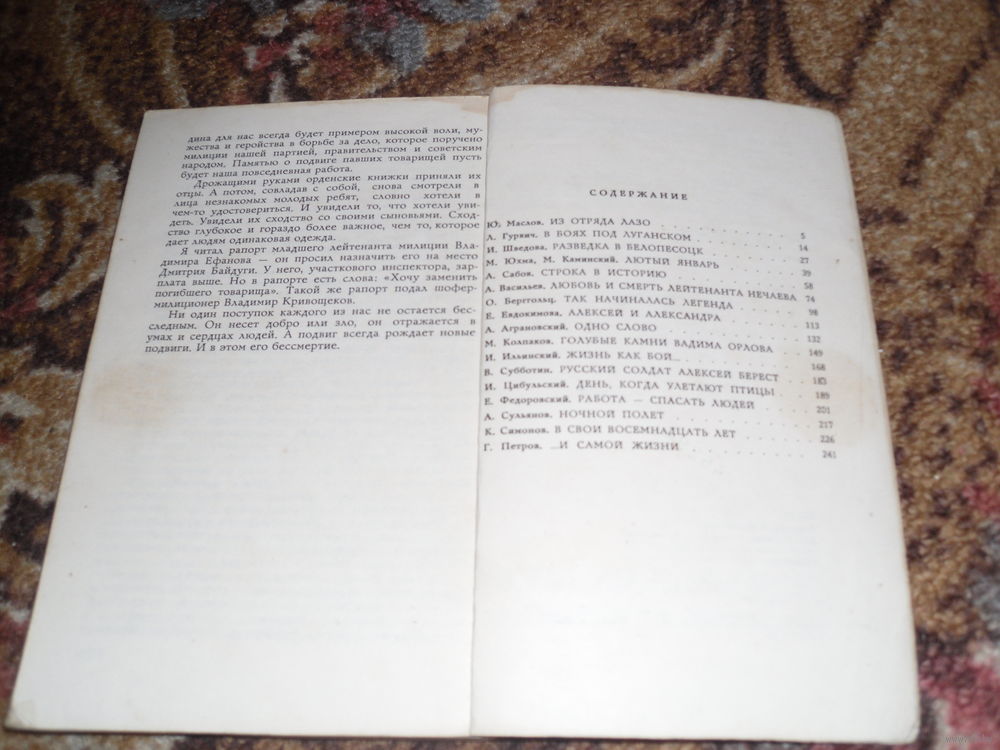 дина для нас всегда будет примером высокой воли, му-
жества и геройства в борьбе за дело, которое поручено
милиции нашей партией, правительством и советским
народом. Памятью о подвиге павших товарищей пусть
будет наша повседневная работа.
Дрожащими руками орденские книжки приняли их
отцы. А потом, совладав с собой, снова смотрели в
лица незнакомых молодых ребят, словно хотели в
чем-то удостовериться. И увидели то, что хотели уви-
деть. Увидели их сходство со своими сыновьями. Сход-
ство глубокое и гораздо более важное, чем то, которое
дает людям одинаковая одежда.
Я читал рапорт младшего лейтенанта милиции Вла-
димира Ефанова — он просил назначить его на место
Дмитрия Байдуги. У него, участкового инспектора, зар-
плата выше. Но в рапорте есть слова: «Хочу заменить
погибшего товарища». Такой же рапорт подал шофер-
милиционер Владимир Кривощеков.
Ни один поступок каждого из нас не остается бес-
следным. Он несет добро или зло, он отражается в
умах и сердцах людей. А подвиг всегда рождает новые
подвиги. И в этом его бессмертие.
СОДЕРЖАНИЕ
Ю. Маслов. ИЗ ОТРЯДА ЛАЗО 5
Л. Гурвич. В БОЯХ ПОД ЛУГАНСКОМ 14
И. Шведова. РАЗВЕДКА В БЕЛОПЕСОЦК 27
М. Юхма, М. Каминский. ЛЮТЫЙ ЯНВАРЬ 39
А. Сабов. СТРОКА В ИСТОРИЮ 58
А. Васильев. ЛЮБОВЬ И СМЕРТЬ ЛЕЙТЕНАНТА НЕЧАЕВА 74
О. Берггольц. ТАК НАЧИНАЛАСЬ ЛЕГЕНДА 98
Е. Евдокимова. АЛЕКСЕЙ И АЛЕКСАНДРА 113
А. Аграновский. ОДНО СЛОВО 132
М. Колпаков. ГОЛУБЫЕ КАМНИ ВАДИМА ОРЛОВА 149
И. Ильинский. ЖИЗНЬ КАК БОЙ... 168
В. Субботин. РУССКИЙ СОЛДАТ АЛЕКСЕЙ БЕРЕСТ 183
И. Цибульский. ДЕНЬ, КОГДА УЛЕТАЮТ ПТИЦЫ 189
Е. Федоровский. РАБОТА — СПАСАТЬ ЛЮДЕЙ 201
А. Сульянов. НОЧНОЙ ПОЛЕТ 217
К. Симонов. В СВОИ ВОСЕМНАДЦАТЬ ЛЕТ 226
Г. Петров. ...И САМОЙ ЖИЗНИ 241